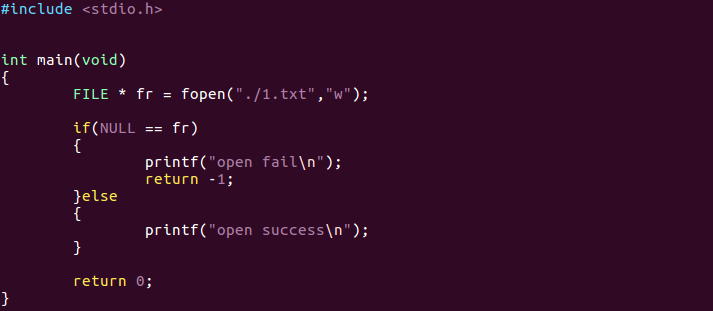 #include <stdio.h>
int main(void)
{
        FILE * fr = fopen("./1.txt","w");
        if(NULL == fr)
        {
                printf("open fail\n");
                return -1;
        }else
        {
                printf("open success\n");
        }
        return 0;
}